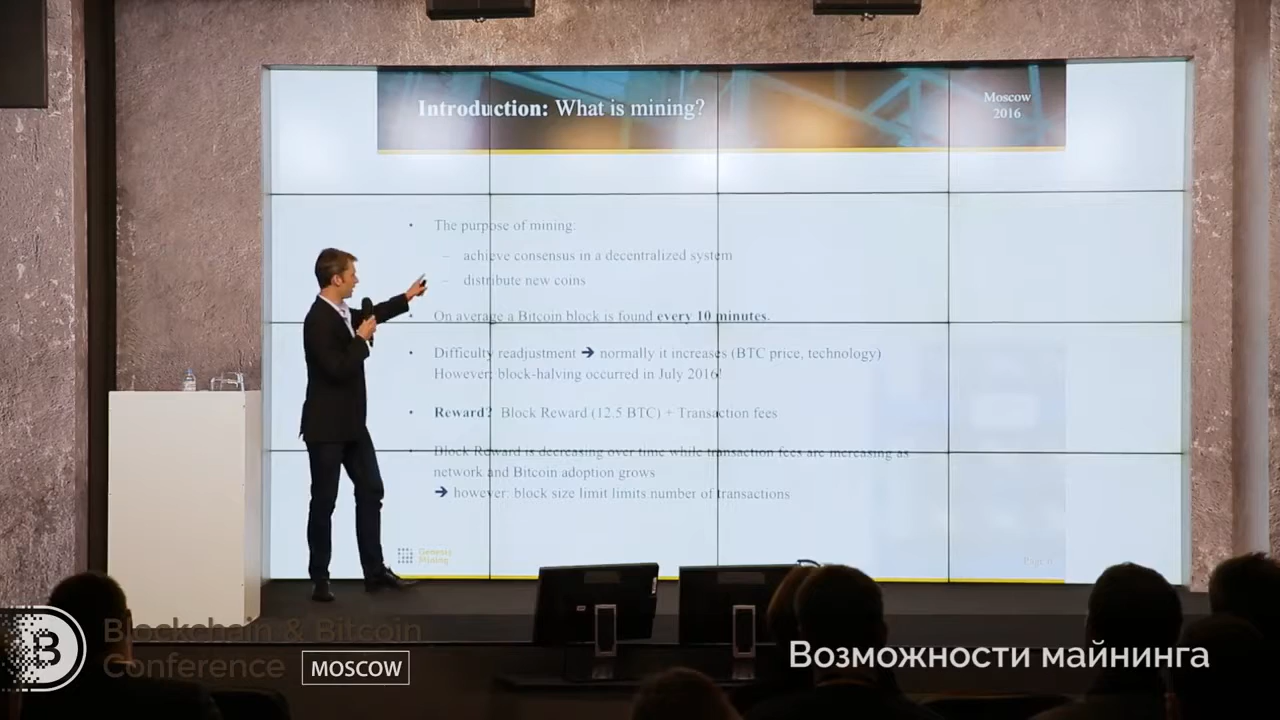 Introduction: What is mining?
Moscow
2016
• The purpose of mining:
– achieve consensus in a decentralized system
– distribute new coins
• On average a Bitcoin block is found every 10 minutes.
• Difficulty readjustment ➔ normally it increases (BTC price, technology)
However: block-halving occurred in July 2016!
• Reward? Block Reward (12.5 BTC) + Transaction fees
• Block Reward is decreasing over time while transaction fees are increasing as
network and Bitcoin adoption grows
➔ however: block size limit limits number of transactions
Genesis
Mining
Blockchain & Bitcoin
Conference MOSCOW
Возможности майнинга